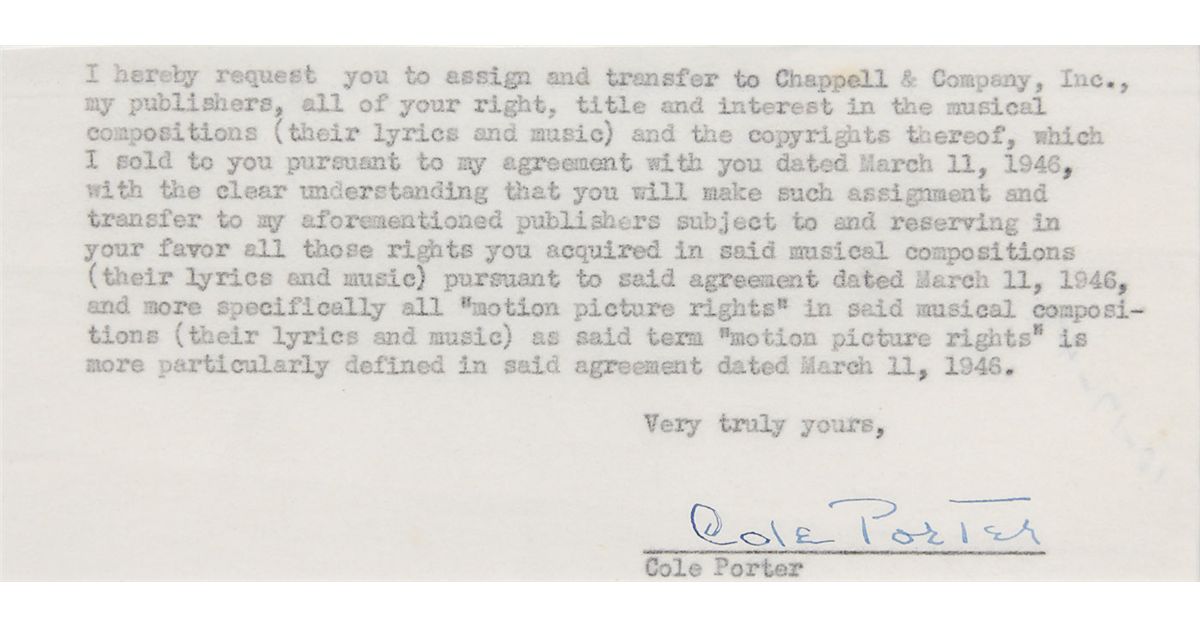 I hereby request you to assign and transfer to Chappell & Company, Inc.,
my publishers, all of your right, title and interest in the musical
compositions (their lyrics and music) and the copyrights thereof, which
I sold to you pursuant to my agreement with you dated March 11, 1946,
with the clear understanding that you will make such assignment and
transfer to my aforementioned publishers subject to and reserving in
your favor all those rights you acquired in said musical compositions
(their lyrics and music) pursuant to said agreement dated March 11, 1946,
and more specifically all "motion picture rights" in said musical composi-
tions (their lyrics and music) as said term "motion picture rights" is
more particularly defined in said agreement dated March 11, 1946.
Very truly yours,
Cole Porter
Cole Porter